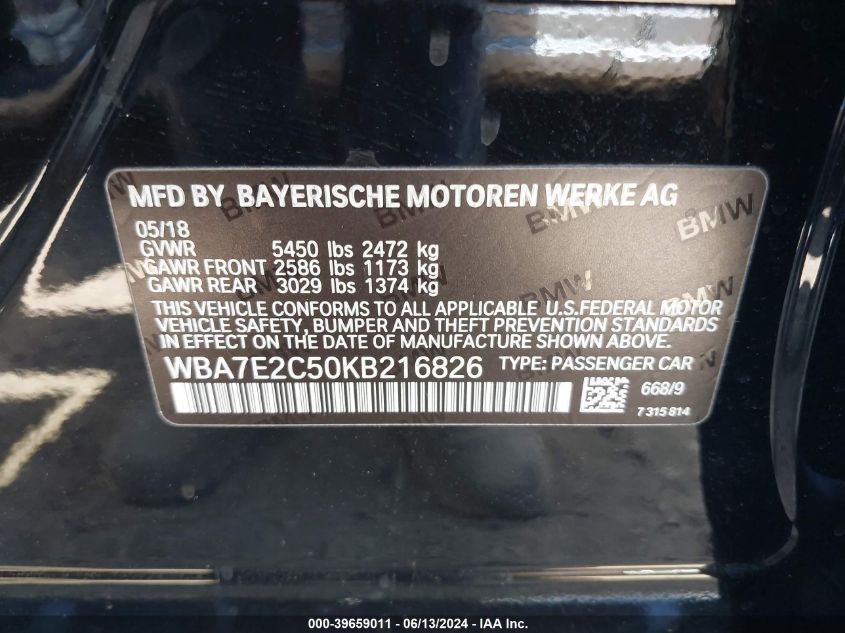 MFD BY BAYERISCHE MOTOREN WERKE AG
05/18
GVWR 5450 lbs 2472 kg
GAWR FRONT 2586 lbs 1173 kg
GAWR REAR 3029 lbs 1374 kg
THIS VEHICLE CONFORMS TO ALL APPLICABLE U.S.FEDERAL MOTOR
VEHICLE SAFETY, BUMPER AND THEFT PREVENTION STANDARDS
IN EFFECT ON THE DATE OF MANUFACTURE SHOWN ABOVE.
WBA7E2C50KB216826 TYPE: PASSENGER CAR
668/9
7 315 814
000-39659011 - 06/13/2024 - IAA Inc.